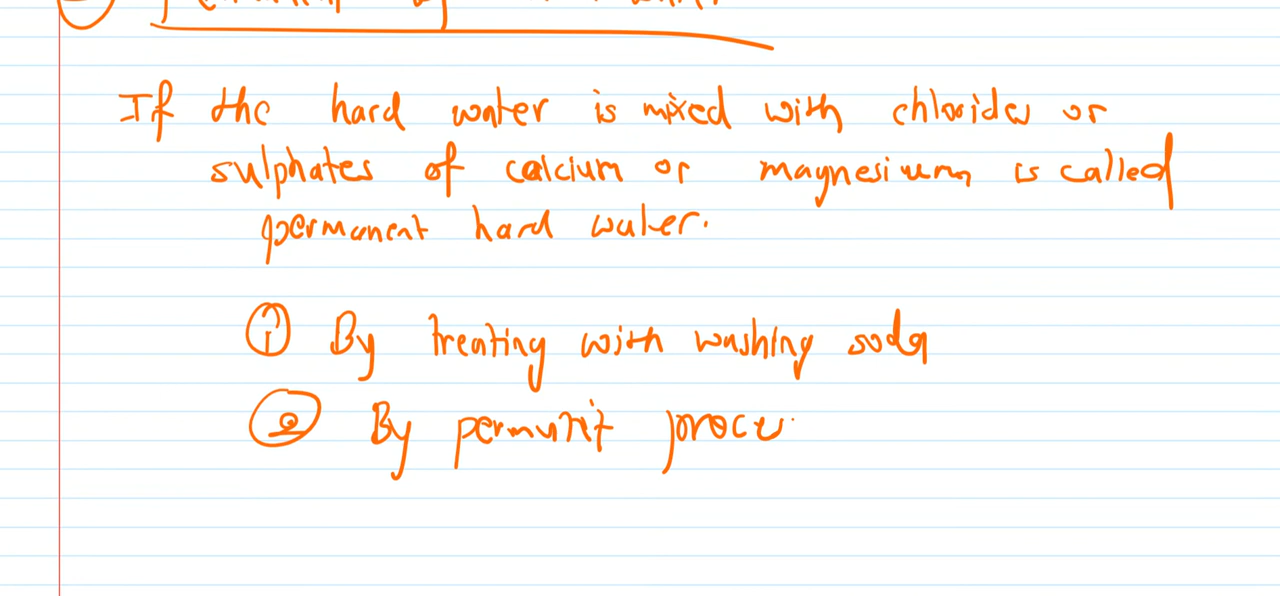 If the hard water is mixed with chlorides or
sulphates of calcium or magnesium is called
permanent hard water.
① By treating with washing soda
② By permutit proces